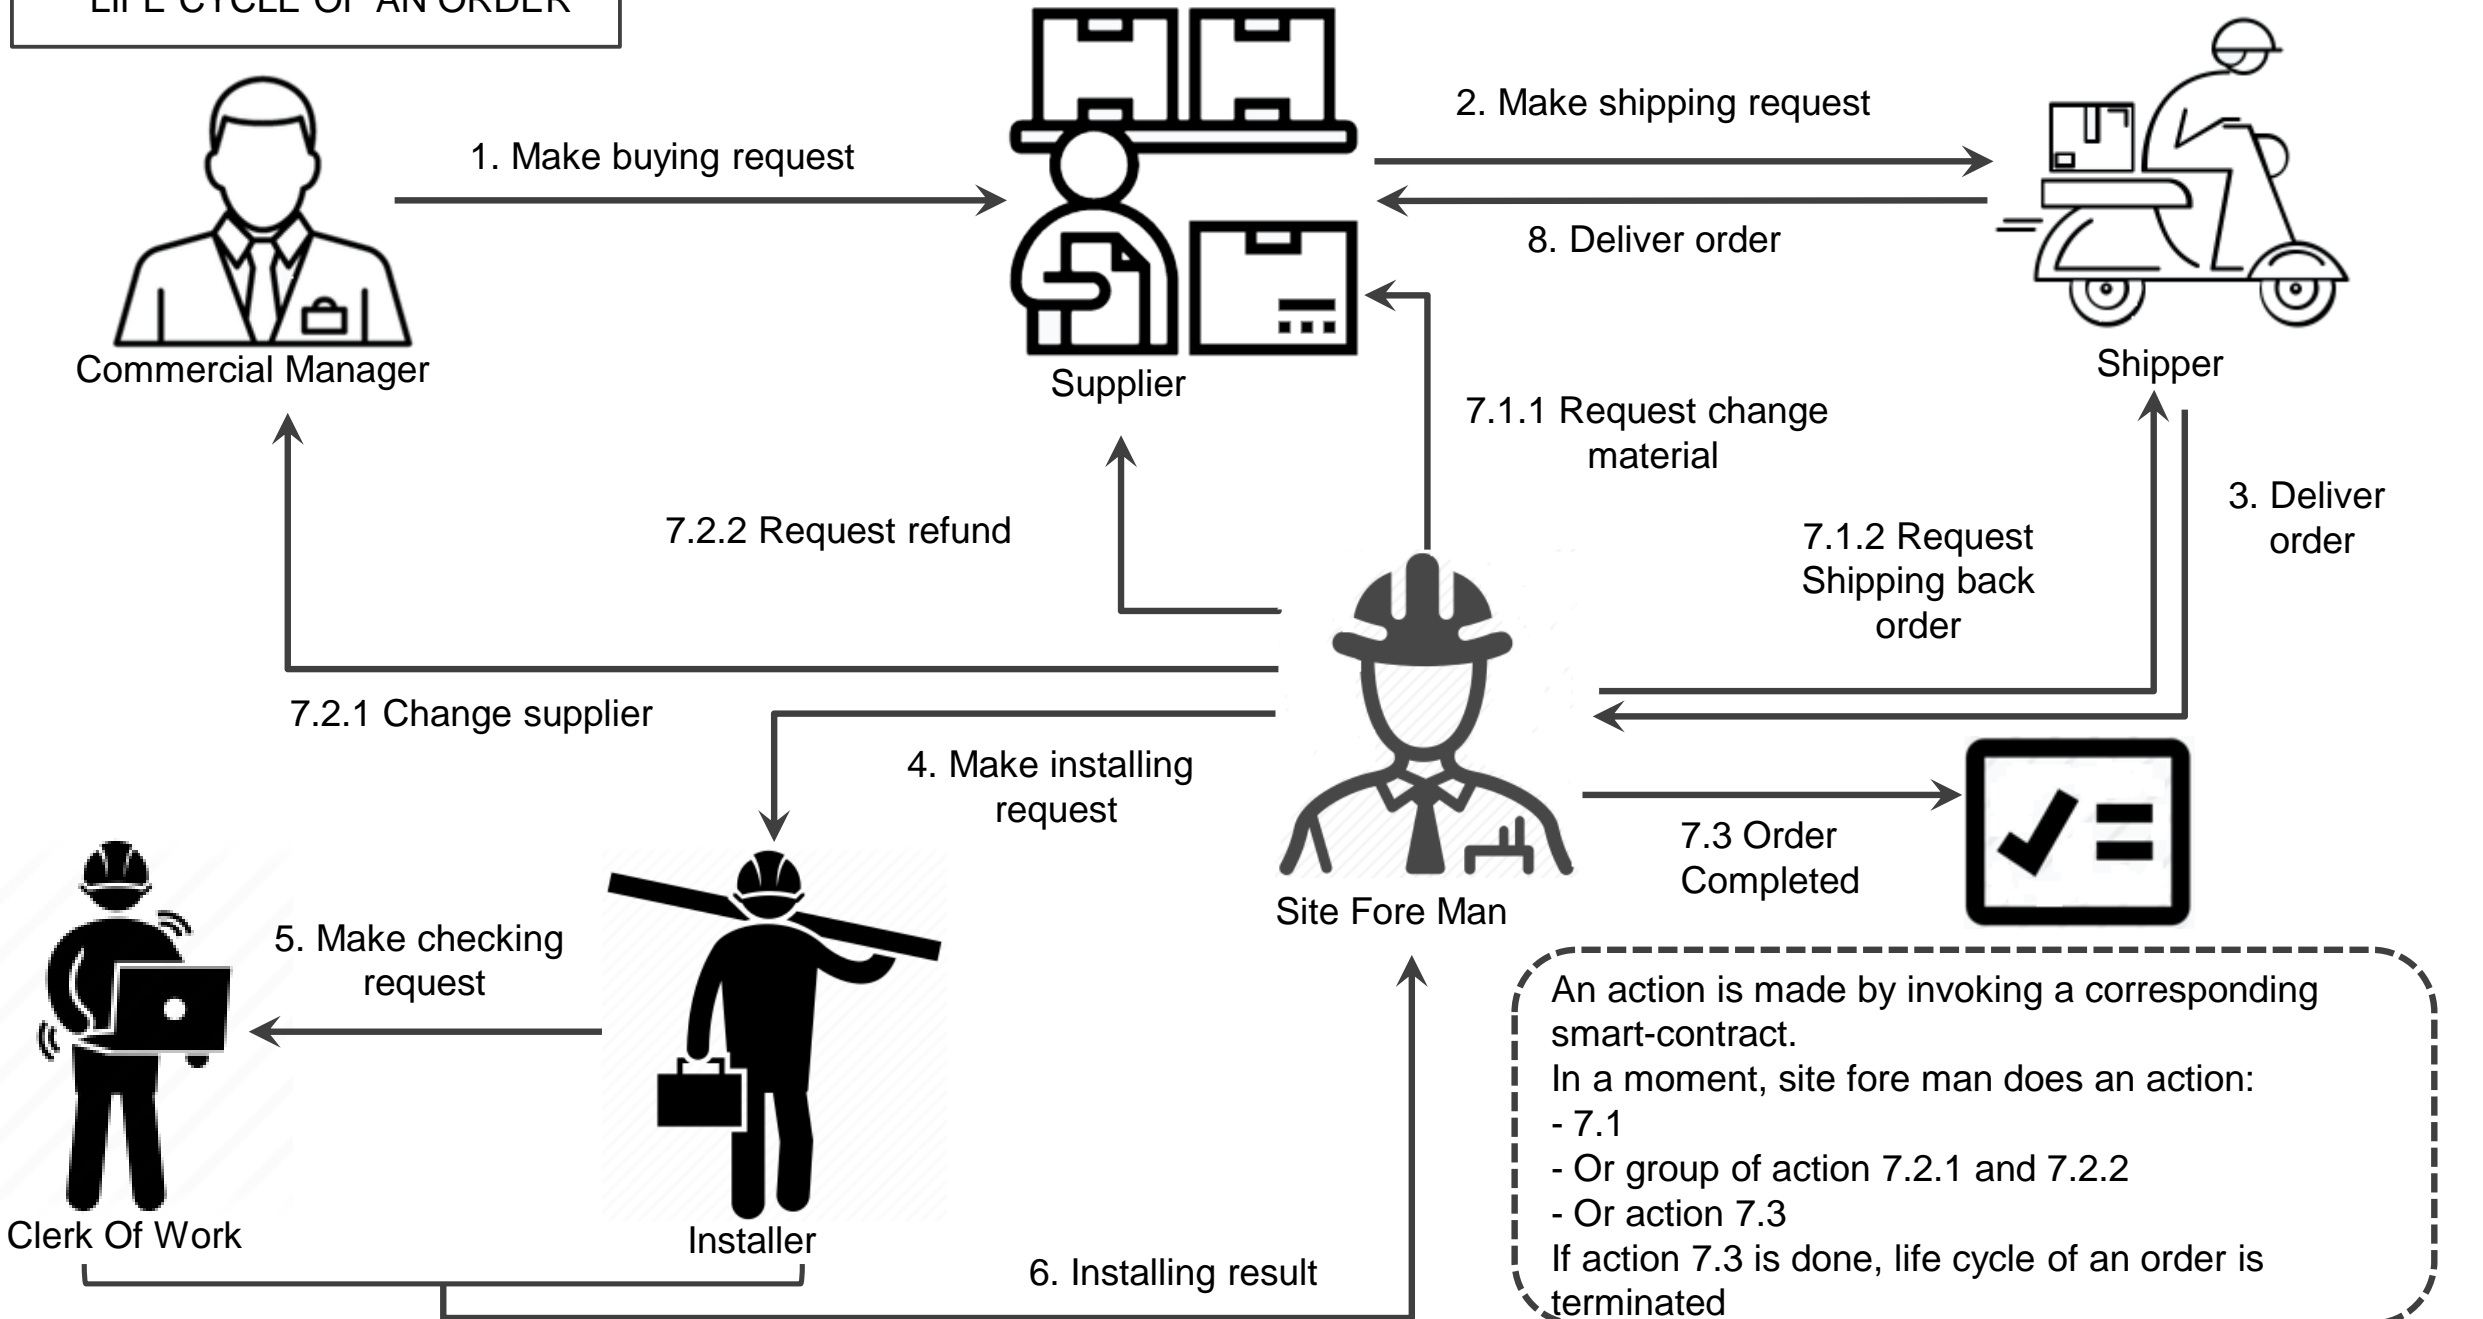 LIFE CYCLE OF AN ORDER
1. Make buying request
2. Make shipping request
8. Deliver order
Commercial Manager
Supplier
Shipper
7.1.1 Request change
material
7.2.2 Request refund
7.1.2 Request
Shipping back
order
3. Deliver
order
7.2.1 Change supplier
4. Make installing
request
7.3 Order
Completed
Site Fore Man
5. Make checking
request
Clerk Of Work
Installer
6. Installing result
An action is made by invoking a corresponding
smart-contract.
In a moment, site fore man does an action:
- 7.1
- Or group of action 7.2.1 and 7.2.2
- Or action 7.3
If action 7.3 is done, life cycle of an order is
terminated